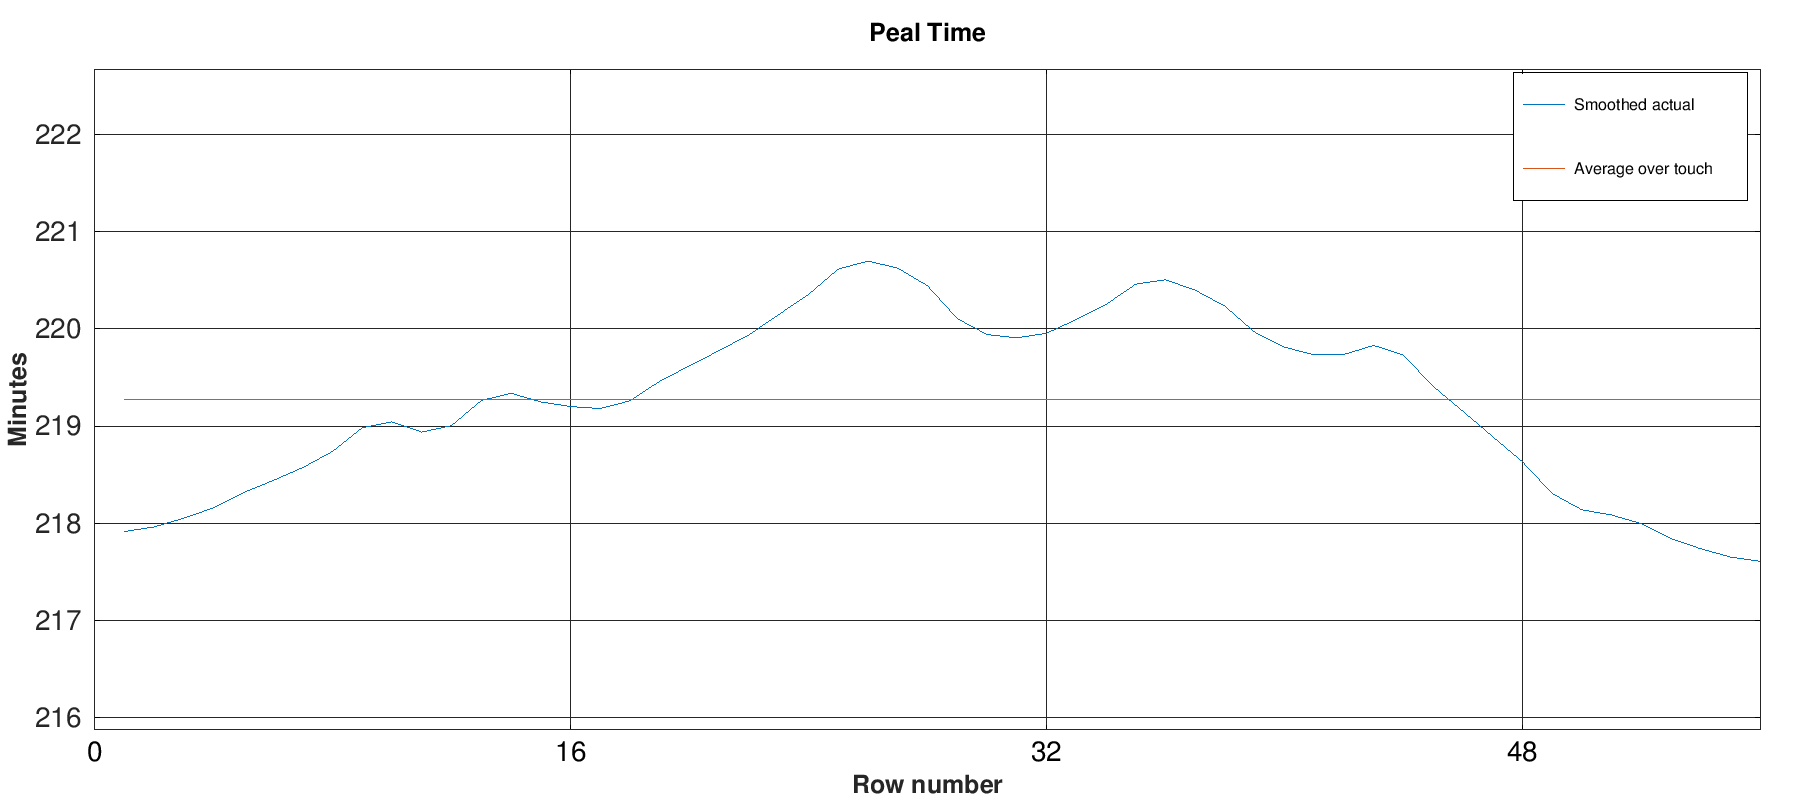 Peal Time
Smoothed actual
Average over touch
222
221
220
219
218
217
216
Minutes
0 16 32 48
Row number